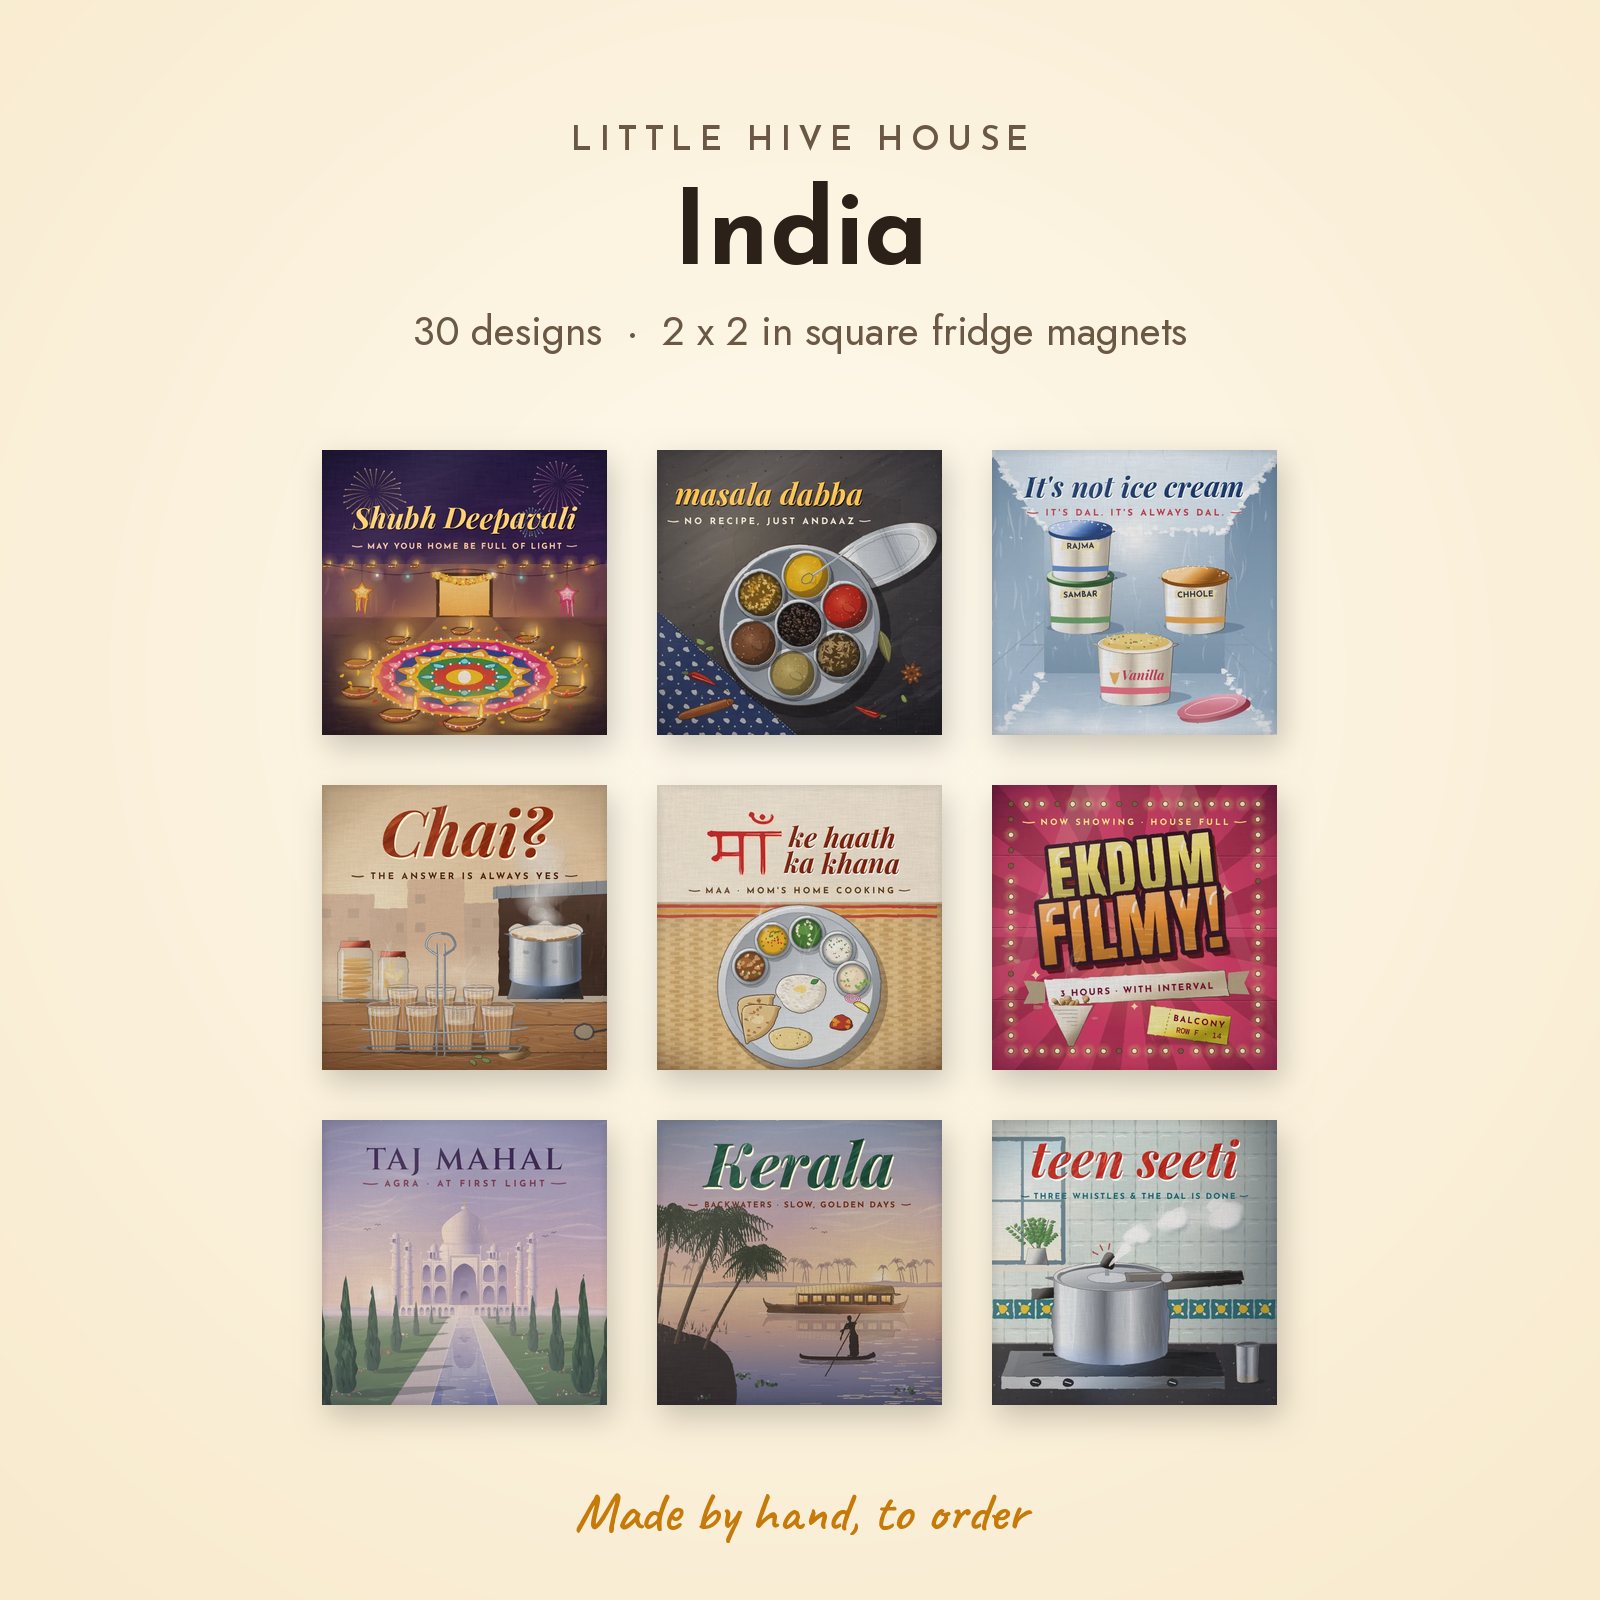 LITTLE HIVE HOUSE
India
30 designs · 2 x 2 in square fridge magnets
Shubh Deepavali
MAY YOUR HOME BE FULL OF LIGHT
masala dabba
NO RECIPE, JUST ANDAAZ
It's not ice cream
IT'S DAL. IT'S ALWAYS DAL.
RAJMA
SAMBAR
CHHOLE
Vanilla
Chai?
THE ANSWER IS ALWAYS YES
माँ ke haath
ka khana
MAA · MOM'S HOME COOKING
NOW SHOWING · HOUSE FULL
EKDUM
FILMY!
3 HOURS · WITH INTERVAL
BALCONY
ROW F · 14
TAJ MAHAL
AGRA · AT FIRST LIGHT
Kerala
BACKWATERS · SLOW, GOLDEN DAYS
teen seeti
THREE WHISTLES & THE DAL IS DONE
Made by hand, to order